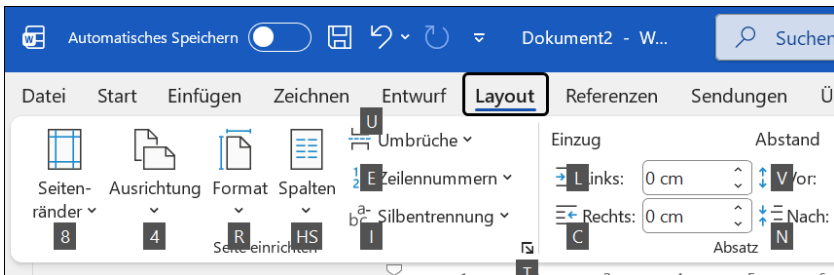 Automatisches Speichern Dokument2 - W... Suchen
Datei Start Einfügen Zeichnen Entwurf Layout Referenzen Sendungen Ü
U
Umbrüche Einzug Abstand
E Zeilennummern L Links: 0 cm V Vor:
Seiten- Ausrichtung Format Spalten
ränder I Silbentrennung C Rechts: 0 cm N Nach:
8 4 R HS
Seite einrichten Absatz
T